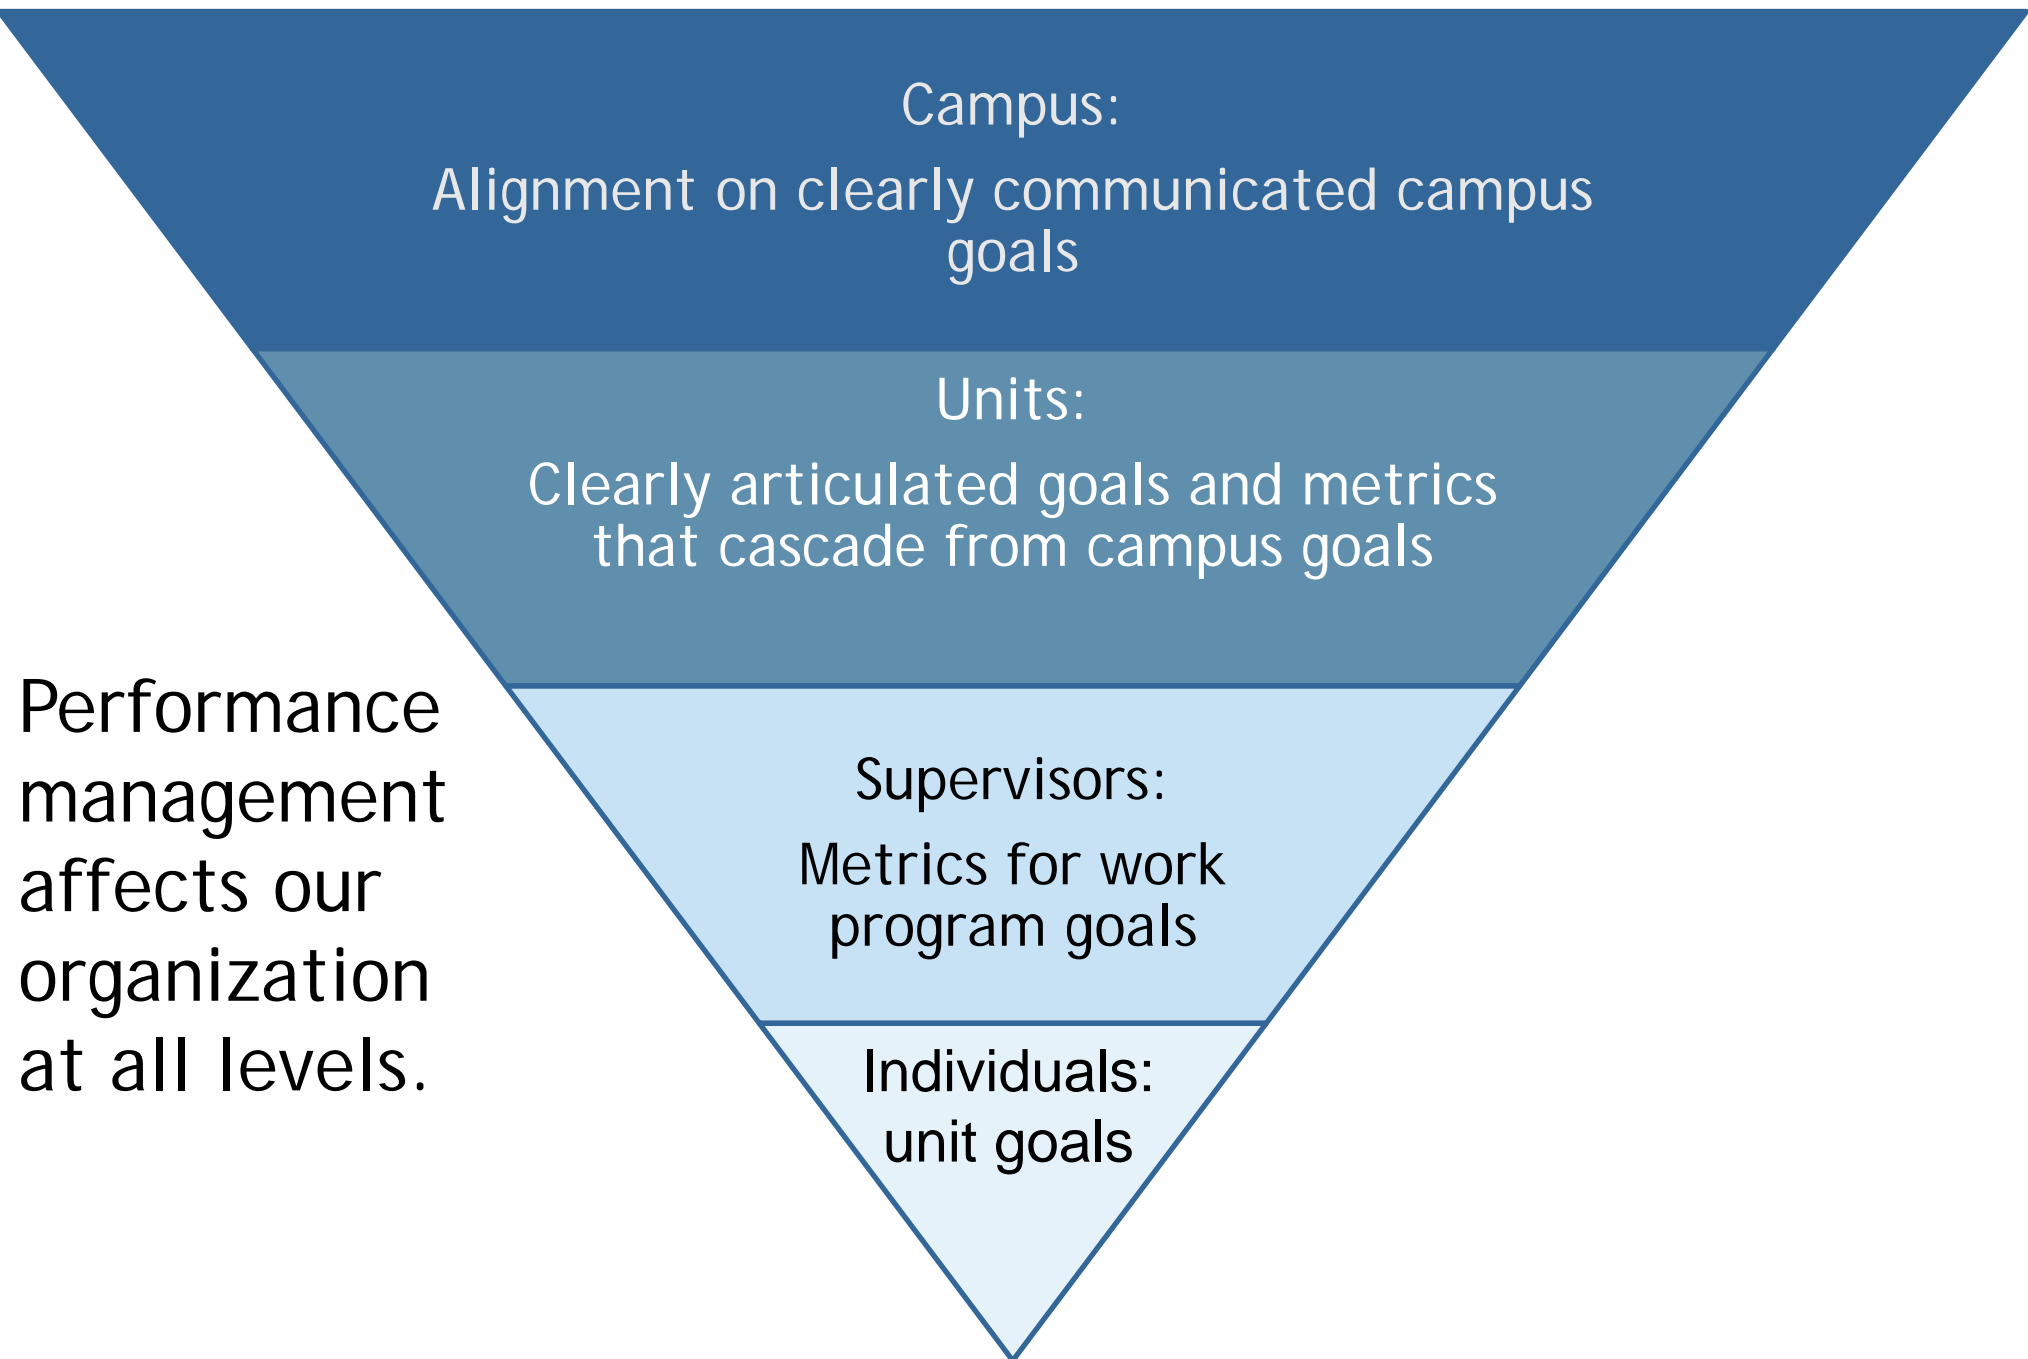 Campus:
Alignment on clearly communicated campus
goals
Units:
Clearly articulated goals and metrics
that cascade from campus goals
Performance
management
affects our
organization
at all levels.
Supervisors:
Metrics for work
program goals
Individuals:
unit goals